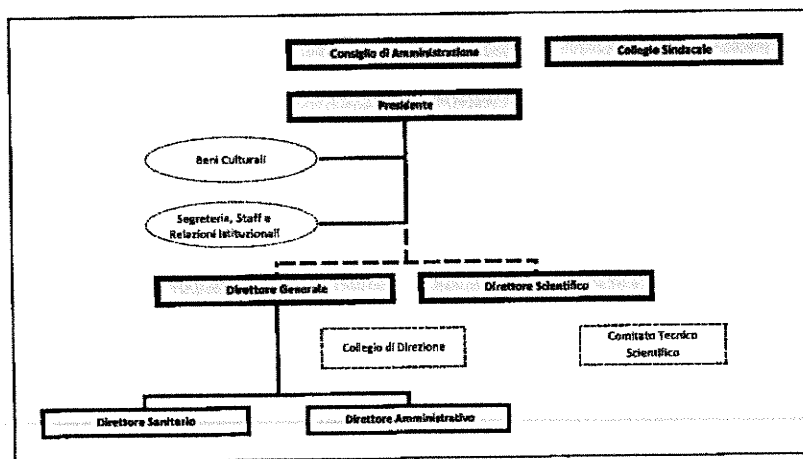 Consiglio di Amministrazione
Collegio Sindacale
Presidente
Beni Culturali
Segreteria, Staff e
Relazioni Istituzionali
Direttore Generale
Direttore Scientifico
Collegio di Direzione
Comitato Tecnico
Scientifico
Direttore Sanitario
Direttore Amministrativo